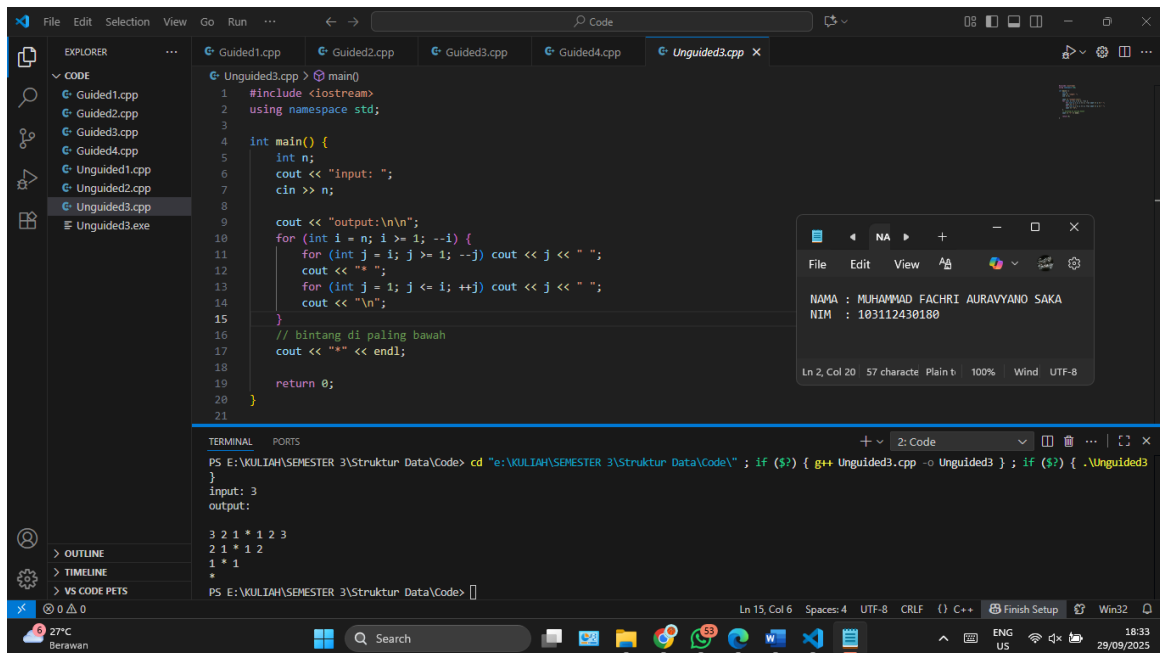 File Edit Selection View Go Run ··· Code
EXPLORER ···
CODE
Guided1.cpp
Guided2.cpp
Guided3.cpp
Guided4.cpp
Unguided1.cpp
Unguided2.cpp
Unguided3.cpp
Unguided3.exe
OUTLINE
TIMELINE
VS CODE PETS
Guided1.cpp Guided2.cpp Guided3.cpp Guided4.cpp Unguided3.cpp
Unguided3.cpp > main()
1 #include <iostream>
2 using namespace std;
3
4 int main() {
5 int n;
6 cout << "input: ";
7 cin >> n;
8
9 cout << "output:\n\n";
10 for (int i = n; i >= 1; --i) {
11 for (int j = i; j >= 1; --j) cout << j << " ";
12 cout << "* ";
13 for (int j = 1; j <= i; ++j) cout << j << " ";
14 cout << "\n";
15 }
16 // bintang di paling bawah
17 cout << "*" << endl;
18
19 return 0;
20 }
21
NA
File Edit View
NAMA : MUHAMMAD FACHRI AURAVYANO SAKA
NIM : 103112430180
Ln 2, Col 20 57 characte Plain t 100% Wind UTF-8
TERMINAL PORTS 2: Code
PS E:\KULIAH\SEMESTER 3\Struktur Data\Code> cd "e:\KULIAH\SEMESTER 3\Struktur Data\Code\" ; if ($?) { g++ Unguided3.cpp -o Unguided3 } ; if ($?) { .\Unguided3
}
input: 3
output:

3 2 1 * 1 2 3
2 1 * 1 2
1 * 1
*
PS E:\KULIAH\SEMESTER 3\Struktur Data\Code>
0 0 Ln 15, Col 6 Spaces: 4 UTF-8 CRLF {} C++ Finish Setup Win32
6 27°C
Berawan
Search
53
ENG
US
18:33
29/09/2025